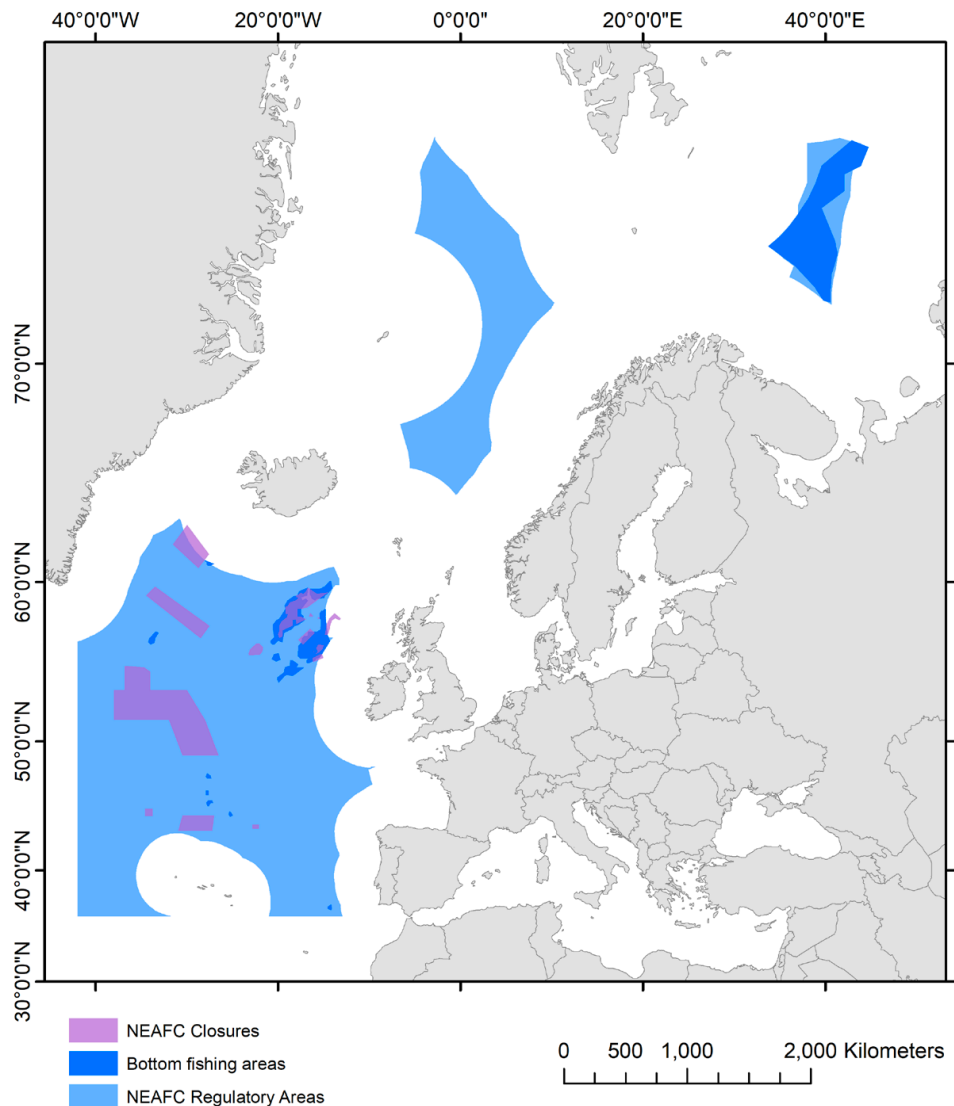 40°0'0"W 20°0'0"W 0°0'0" 20°0'0"E 40°0'0"E
70°0'0"N
60°0'0"N
50°0'0"N
40°0'0"N
30°0'0"N
NEAFC Closures
Bottom fishing areas
NEAFC Regulatory Areas
0 500 1,000 2,000 Kilometers